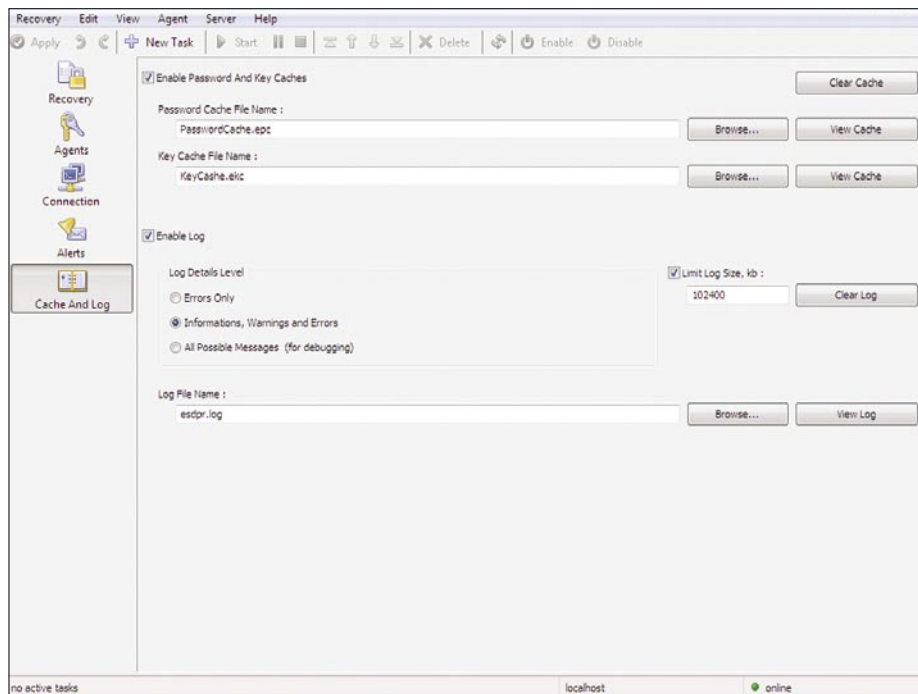 Recovery Edit View Agent Server Help
Apply New Task Start Delete Enable Disable
Recovery
Agents
Connection
Alerts
Cache And Log
Enable Password And Key Caches
Clear Cache
Password Cache File Name :
PasswordCache.epc Browse... View Cache
Key Cache File Name :
KeyCashe.ekc Browse... View Cache
Enable Log
Log Details Level
Limit Log Size, kb :
Errors Only
102400 Clear Log
Informations, Warnings and Errors
All Possible Messages (for debugging)
Log File Name :
esdpr.log Browse... View Log
no active tasks localhost online